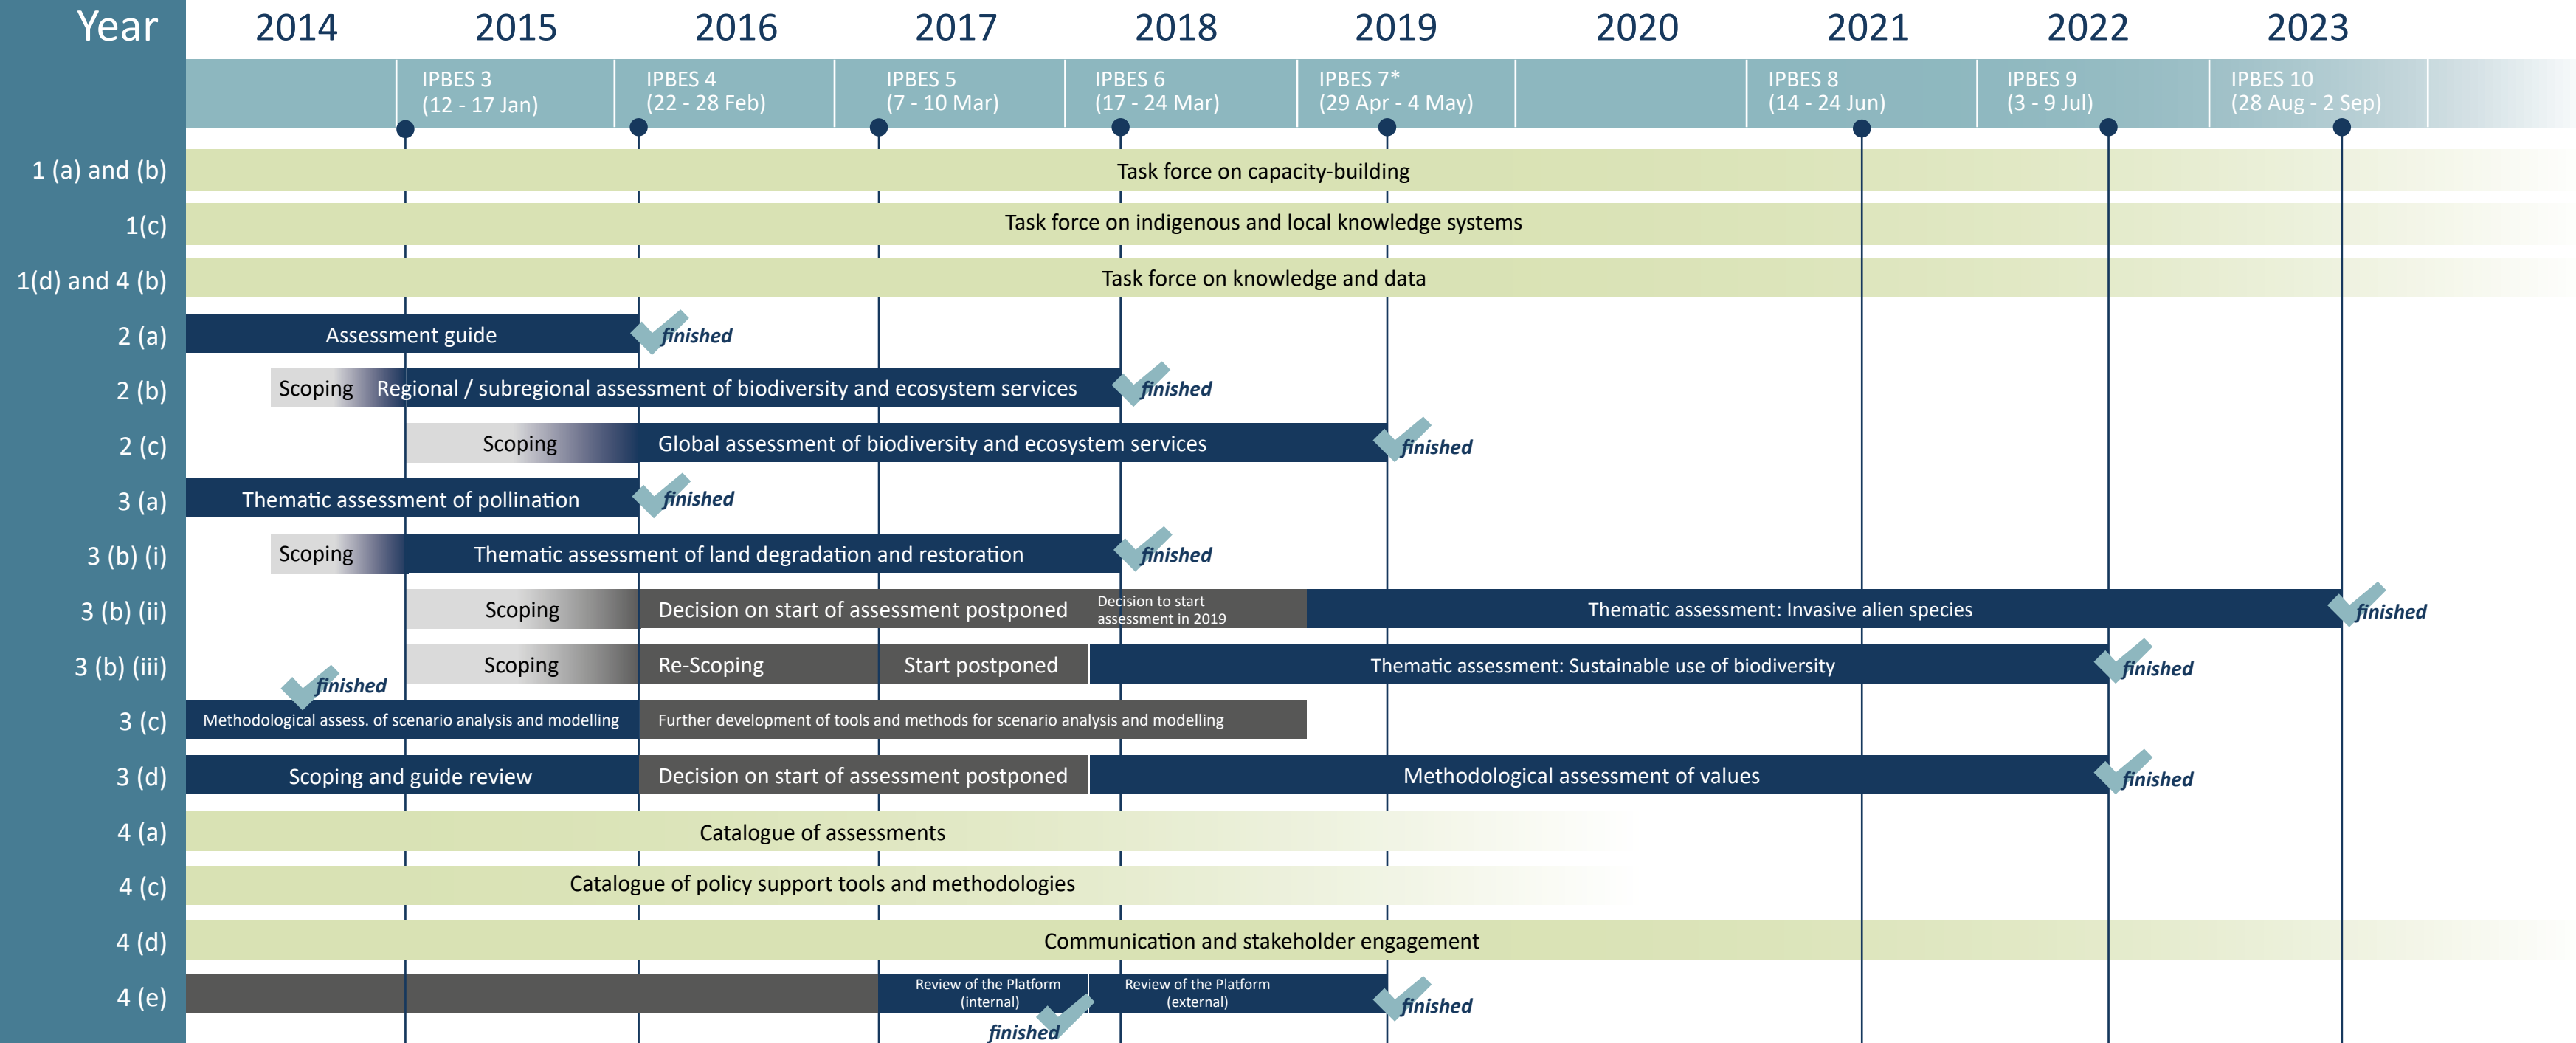 Year 2014 2015 2016 2017 2018 2019 2020 2021 2022 2023
IPBES 3
(12 - 17 Jan)
IPBES 4
(22 - 28 Feb)
IPBES 5
(7 - 10 Mar)
IPBES 6
(17 - 24 Mar)
IPBES 7*
(29 Apr - 4 May)
IPBES 8
(14 - 24 Jun)
IPBES 9
(3 - 9 Jul)
IPBES 10
(28 Aug - 2 Sep)
1 (a) and (b) Task force on capacity-building
1(c) Task force on indigenous and local knowledge systems
1(d) and 4 (b) Task force on knowledge and data
2 (a) Assessment guide finished
2 (b) Scoping Regional / subregional assessment of biodiversity and ecosystem services finished
2 (c) Scoping Global assessment of biodiversity and ecosystem services finished
3 (a) Thematic assessment of pollination finished
3 (b) (i) Scoping Thematic assessment of land degradation and restoration finished
3 (b) (ii) Scoping Decision on start of assessment postponed Decision to start
assessment in 2019
Thematic assessment: Invasive alien species finished
3 (b) (iii) Scoping Re-Scoping Start postponed Thematic assessment: Sustainable use of biodiversity finished
finished
3 (c) Methodological assess. of scenario analysis and modelling Further development of tools and methods for scenario analysis and modelling
3 (d) Scoping and guide review Decision on start of assessment postponed Methodological assessment of values finished
4 (a) Catalogue of assessments
4 (c) Catalogue of policy support tools and methodologies
4 (d) Communication and stakeholder engagement
4 (e) Review of the Platform
(internal)
finished
Review of the Platform
(external)
finished